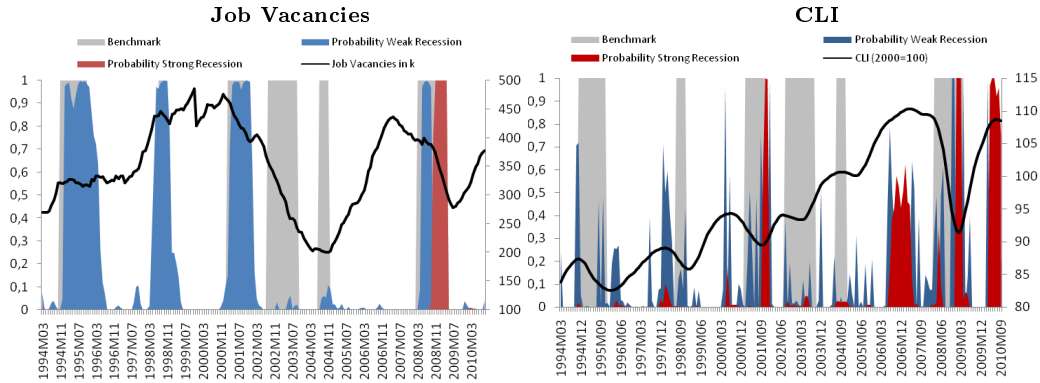 Job Vacancies
Benchmark
Probability Weak Recession
Probability Strong Recession
Job Vacancies in k
1
0,9
0,8
0,7
0,6
0,5
0,4
0,3
0,2
0,1
0
500
450
400
350
300
250
200
150
100
1994M03
1994M11
1995M07
1996M03
1996M11
1997M07
1998M03
1998M11
1999M07
2000M03
2000M11
2001M07
2002M03
2002M11
2003M07
2004M03
2004M11
2005M07
2006M03
2006M11
2007M07
2008M03
2008M11
2009M07
2010M03
CLI
Benchmark
Probability Weak Recession
Probability Strong Recession
CLI (2000=100)
1
0,9
0,8
0,7
0,6
0,5
0,4
0,3
0,2
0,1
0
115
110
105
100
95
90
85
80
1994M03
1994M12
1995M09
1996M06
1997M03
1997M12
1998M09
1999M06
2000M03
2000M12
2001M09
2002M06
2003M03
2003M12
2004M09
2005M06
2006M03
2006M12
2007M09
2008M06
2009M03
2009M12
2010M09